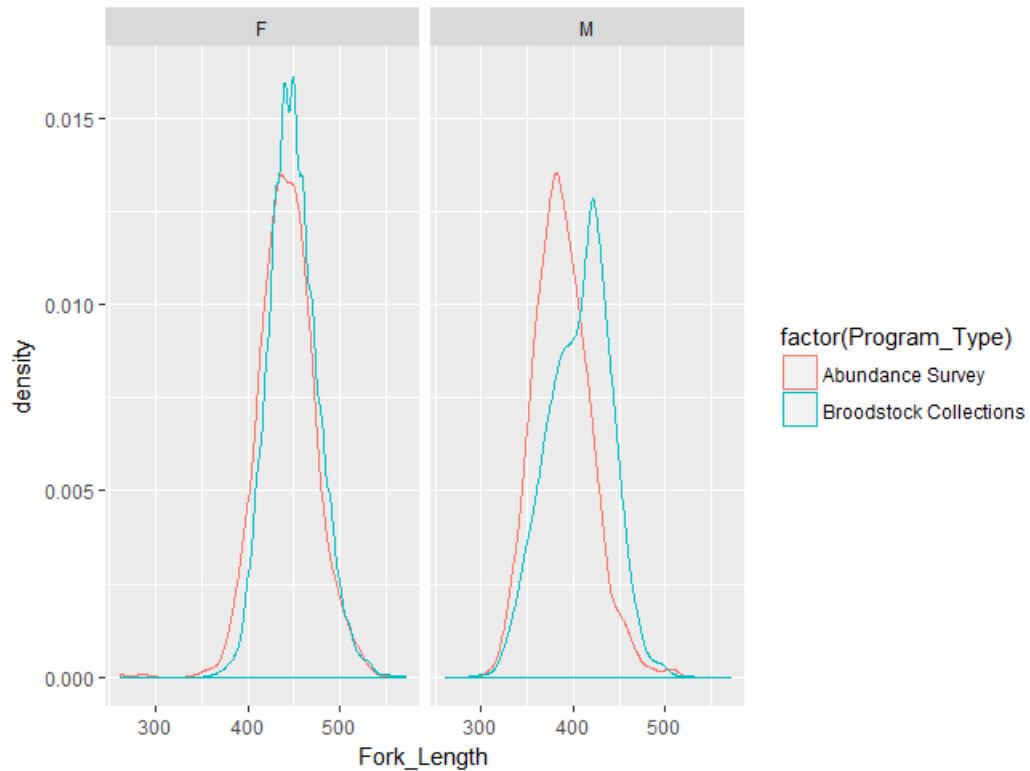 F
M
0.015
0.010
0.005
0.000
density
300
400
500
300
400
500
Fork_Length
factor(Program_Type)
Abundance Survey
Broodstock Collections